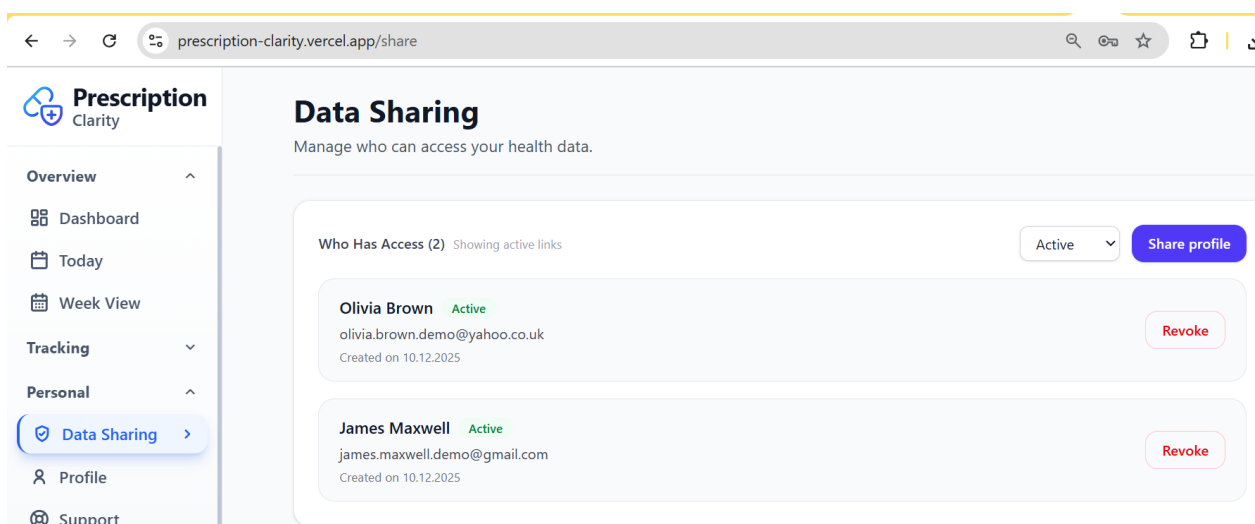 prescription-clarity.vercel.app/share
Prescription
Clarity
Overview
Dashboard
Today
Week View
Tracking
Personal
Data Sharing
Profile
Support
Data Sharing
Manage who can access your health data.
Who Has Access (2) Showing active links
Active
Share profile
Olivia Brown Active
olivia.brown.demo@yahoo.co.uk
Created on 10.12.2025
Revoke
James Maxwell Active
james.maxwell.demo@gmail.com
Created on 10.12.2025
Revoke